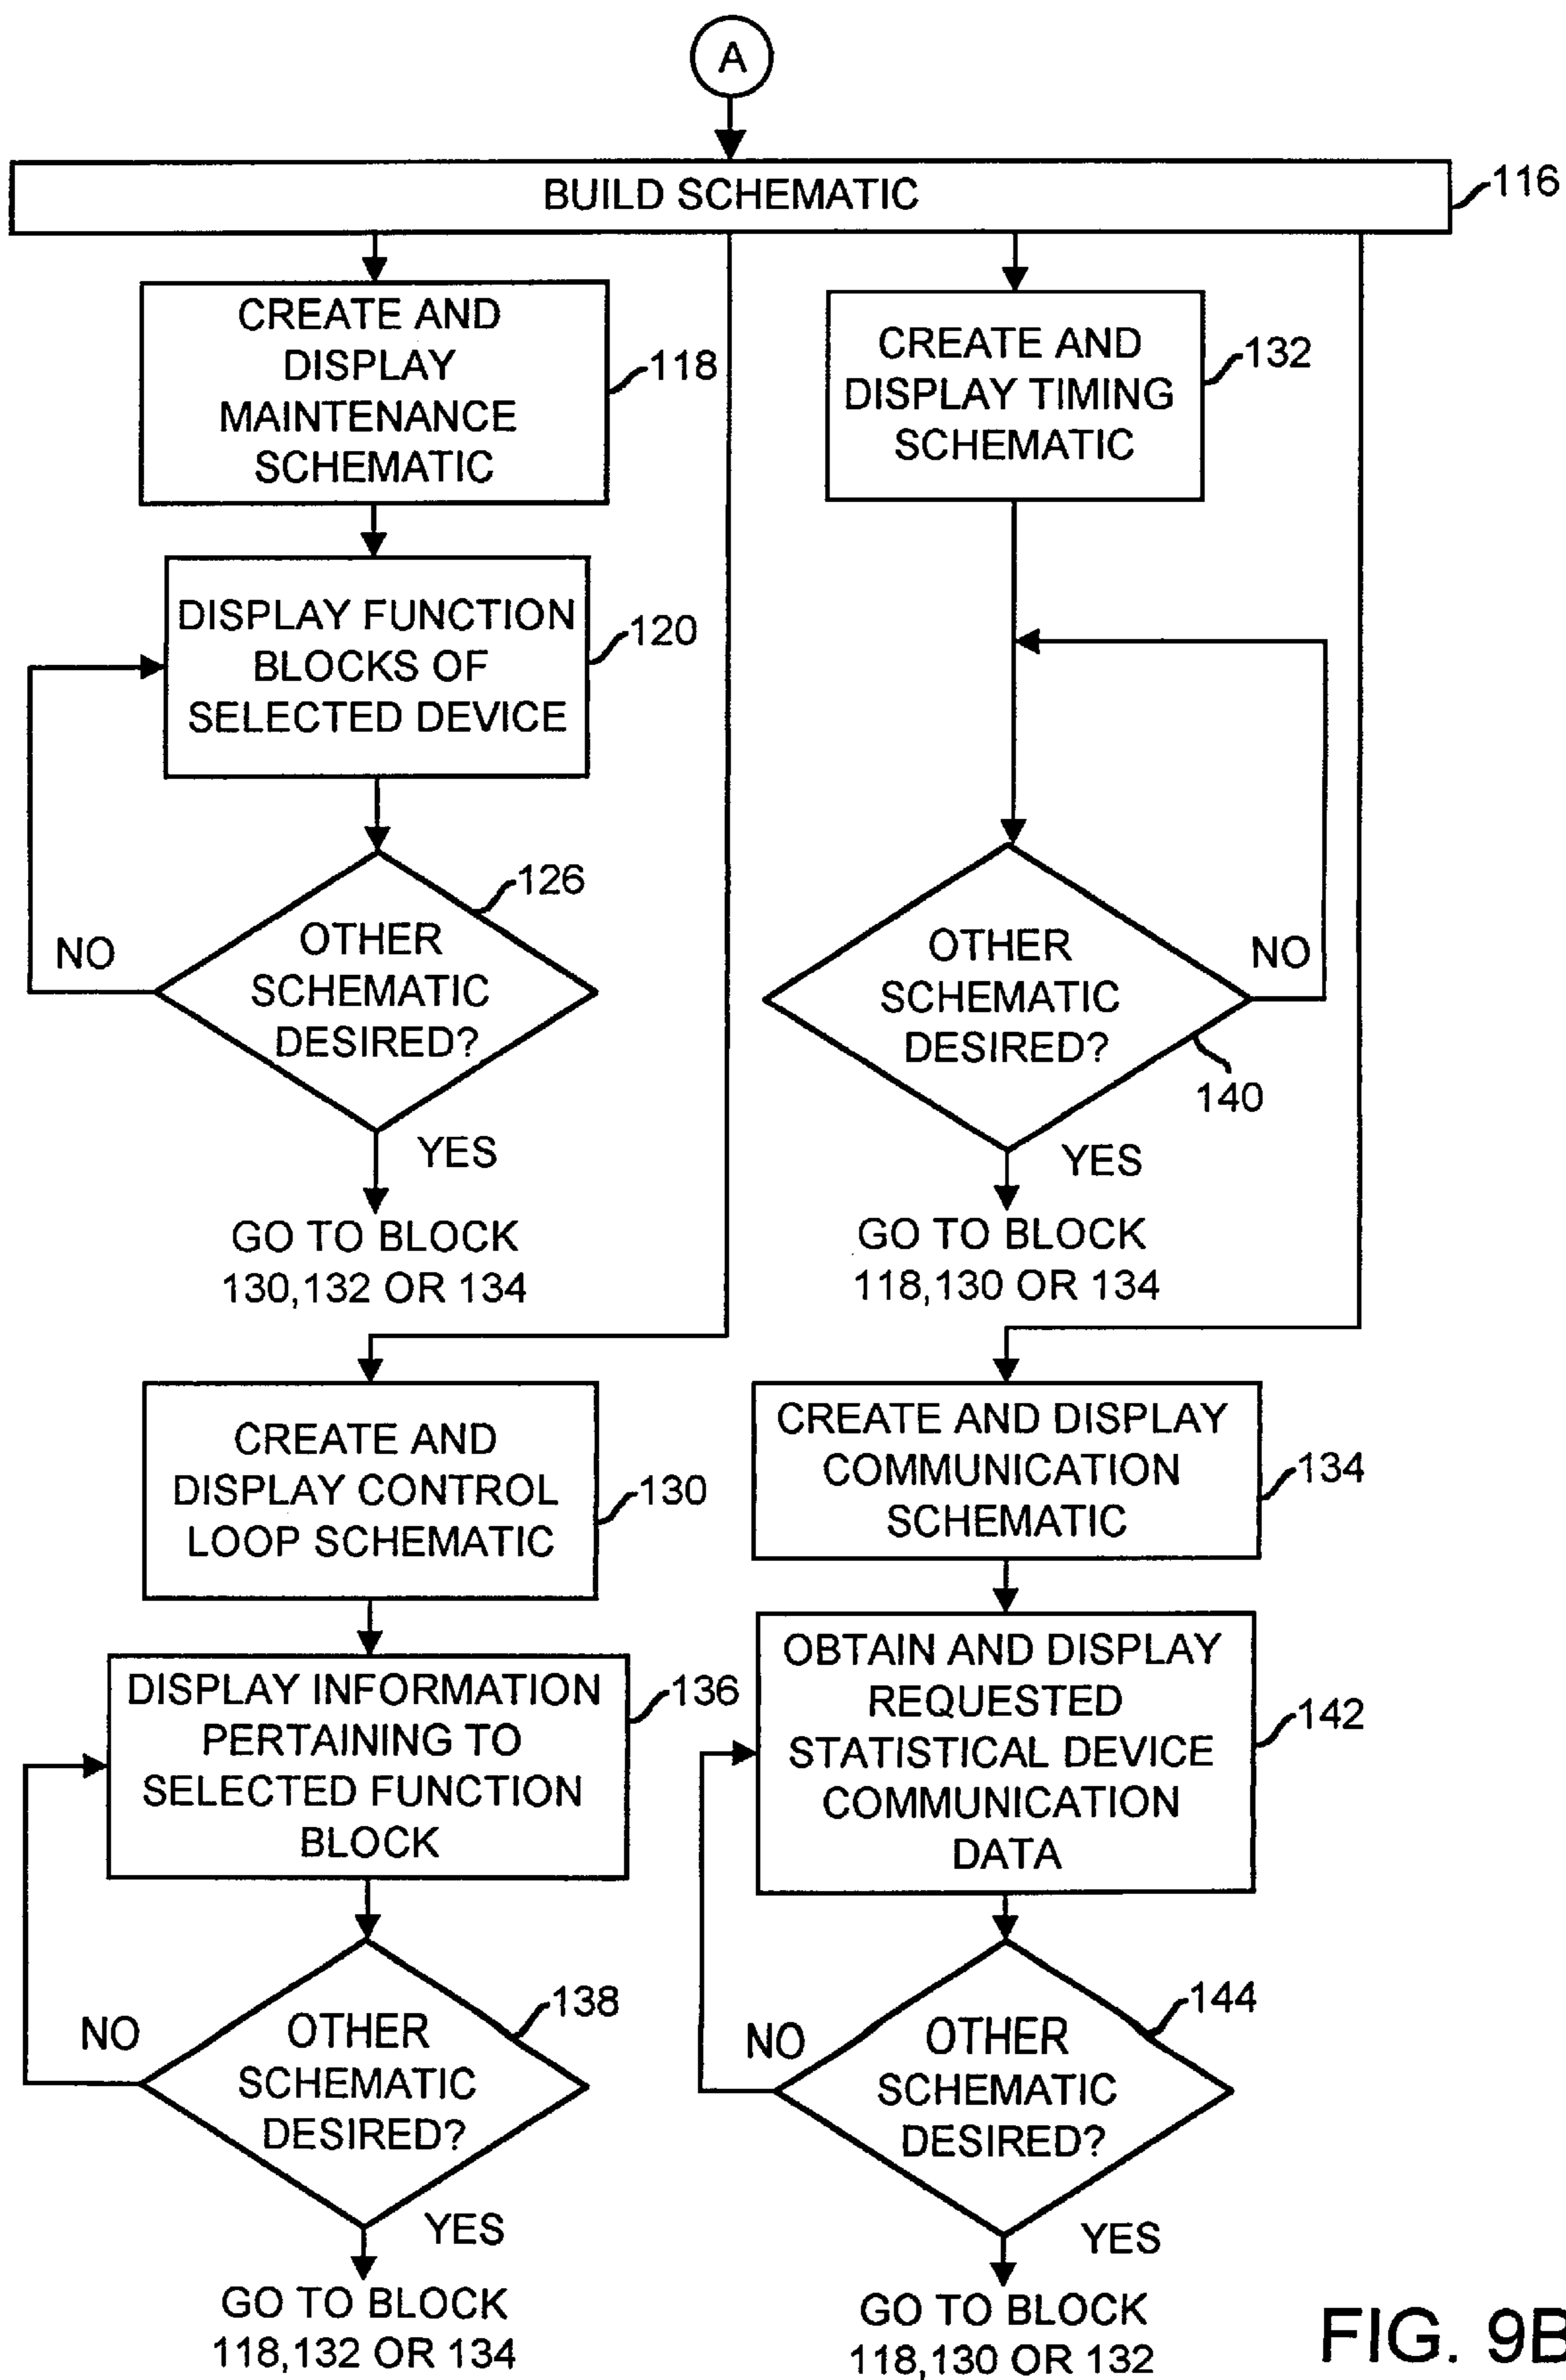 A
BUILD SCHEMATIC
116
CREATE AND
DISPLAY
MAINTENANCE
SCHEMATIC
118
DISPLAY FUNCTION
BLOCKS OF
SELECTED DEVICE
120
126
OTHER
SCHEMATIC
DESIRED?
NO
YES
GO TO BLOCK
130,132 OR 134
CREATE AND
DISPLAY TIMING
SCHEMATIC
132
OTHER
SCHEMATIC
DESIRED?
NO
140
YES
GO TO BLOCK
118,130 OR 134
CREATE AND
DISPLAY CONTROL
LOOP SCHEMATIC
130
DISPLAY INFORMATION
PERTAINING TO
SELECTED FUNCTION
BLOCK
136
138
OTHER
SCHEMATIC
DESIRED?
NO
YES
GO TO BLOCK
118,132 OR 134
CREATE AND DISPLAY
COMMUNICATION
SCHEMATIC
134
OBTAIN AND DISPLAY
REQUESTED
STATISTICAL DEVICE
COMMUNICATION
DATA
142
144
OTHER
SCHEMATIC
DESIRED?
NO
YES
GO TO BLOCK
118,130 OR 132
FIG. 9B